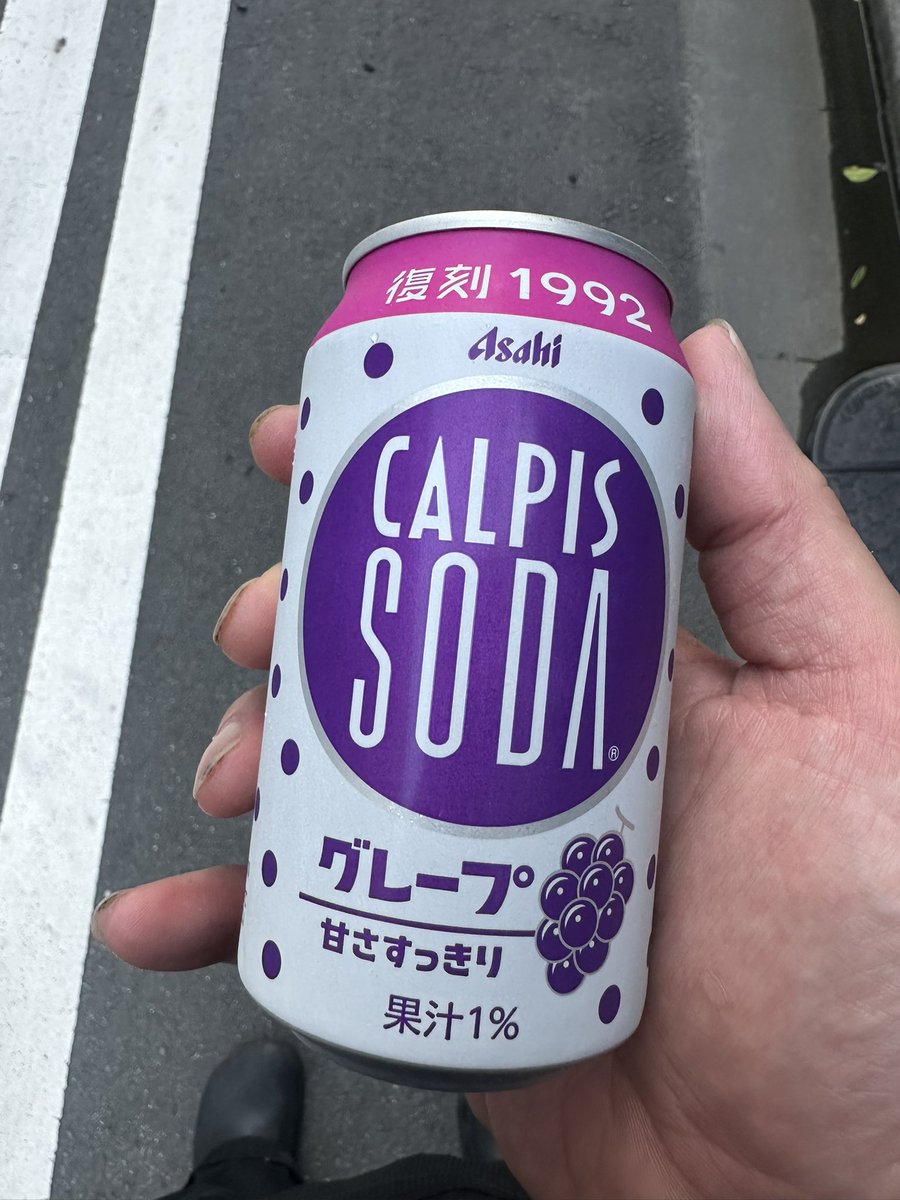 復刻 1992
Asahi
CALPIS
SODA®
グレープ
甘さすっきり
果汁1%